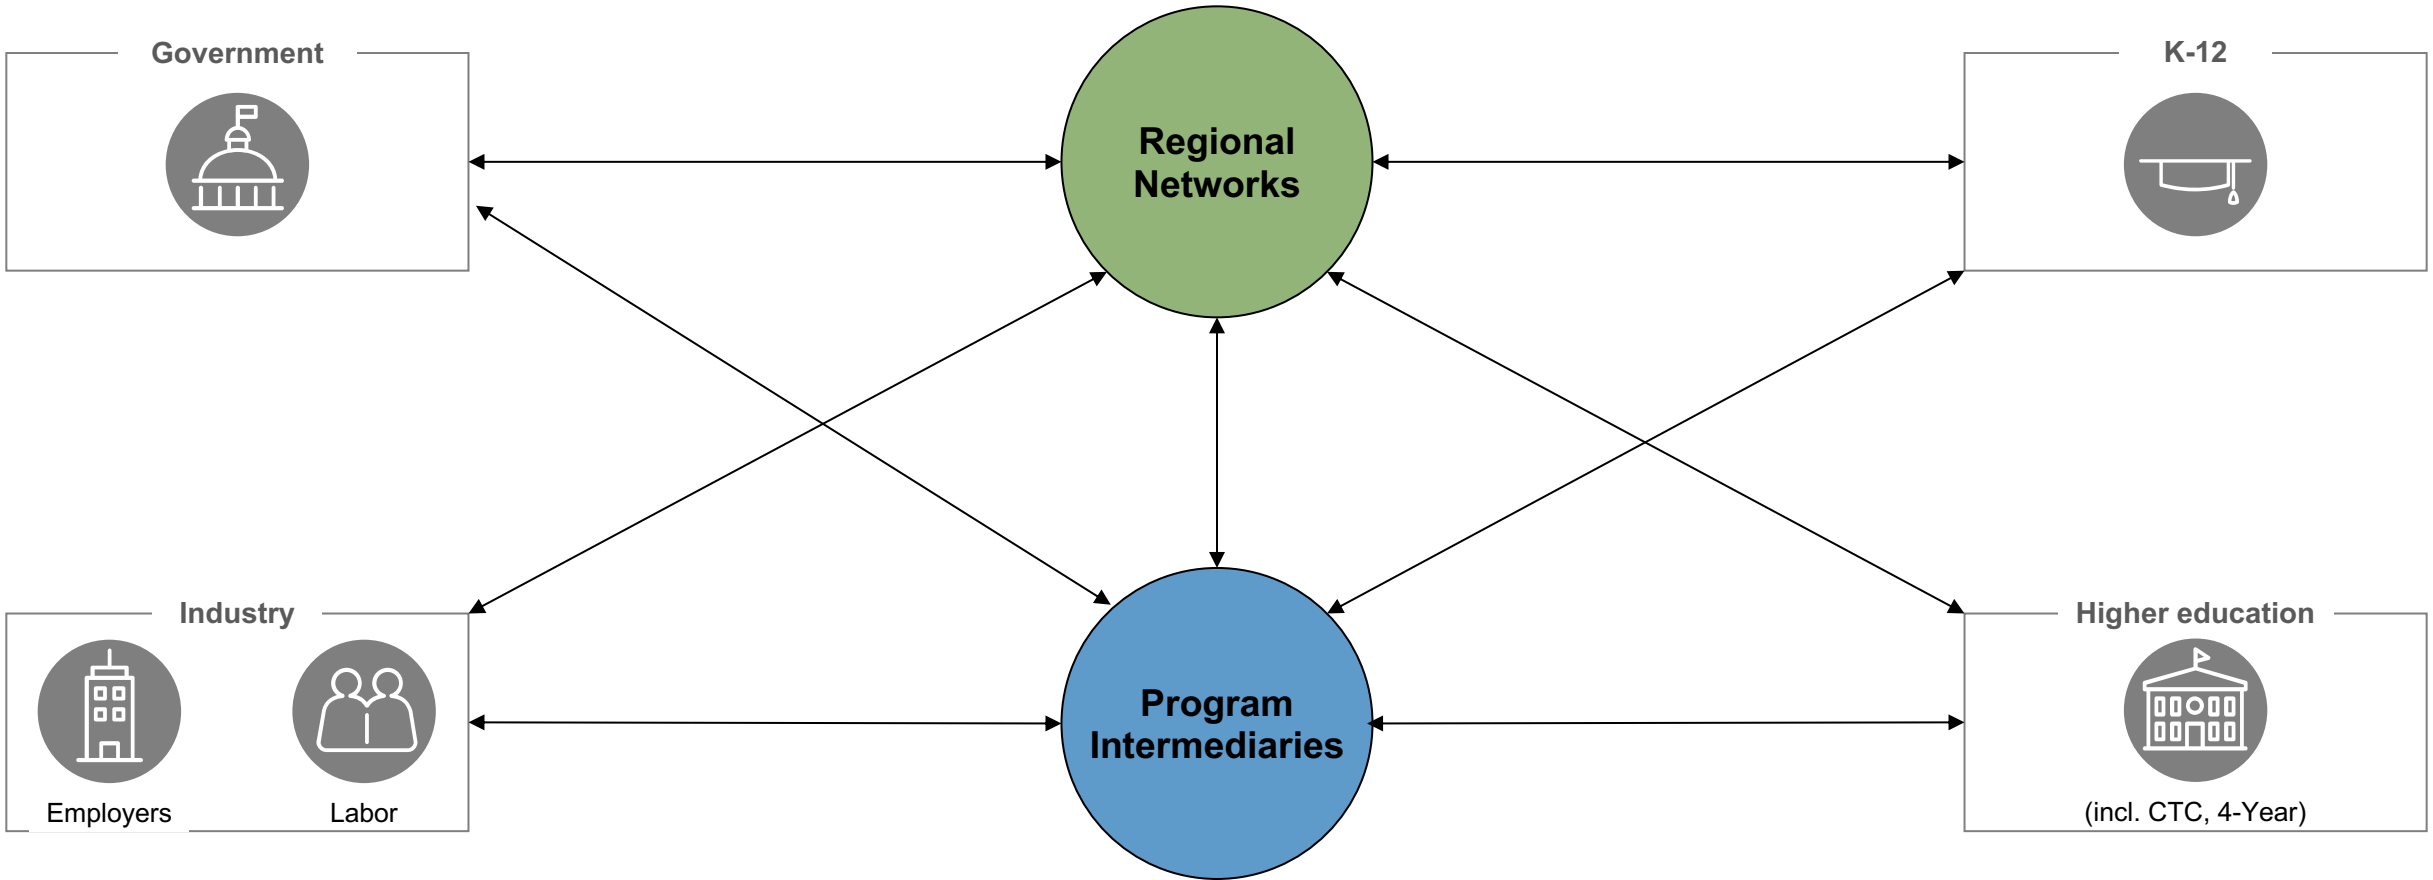 Government
K-12
Regional
Networks
Industry
Higher education
Program
Intermediaries
Employers
Labor
(incl. CTC, 4-Year)